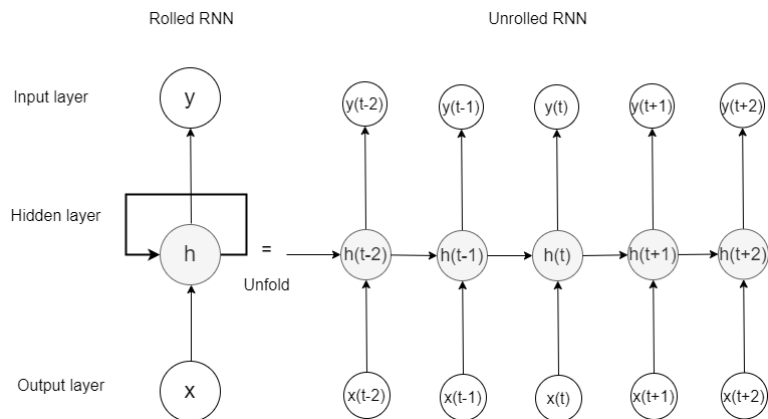 Rolled RNN
Unrolled RNN
Input layer
y
y(t-2)
y(t-1)
y(t)
y(t+1)
y(t+2)
Hidden layer
h
=
Unfold
h(t-2)
h(t-1)
h(t)
h(t+1)
h(t+2)
Output layer
x
x(t-2)
x(t-1)
x(t)
x(t+1)
x(t+2)